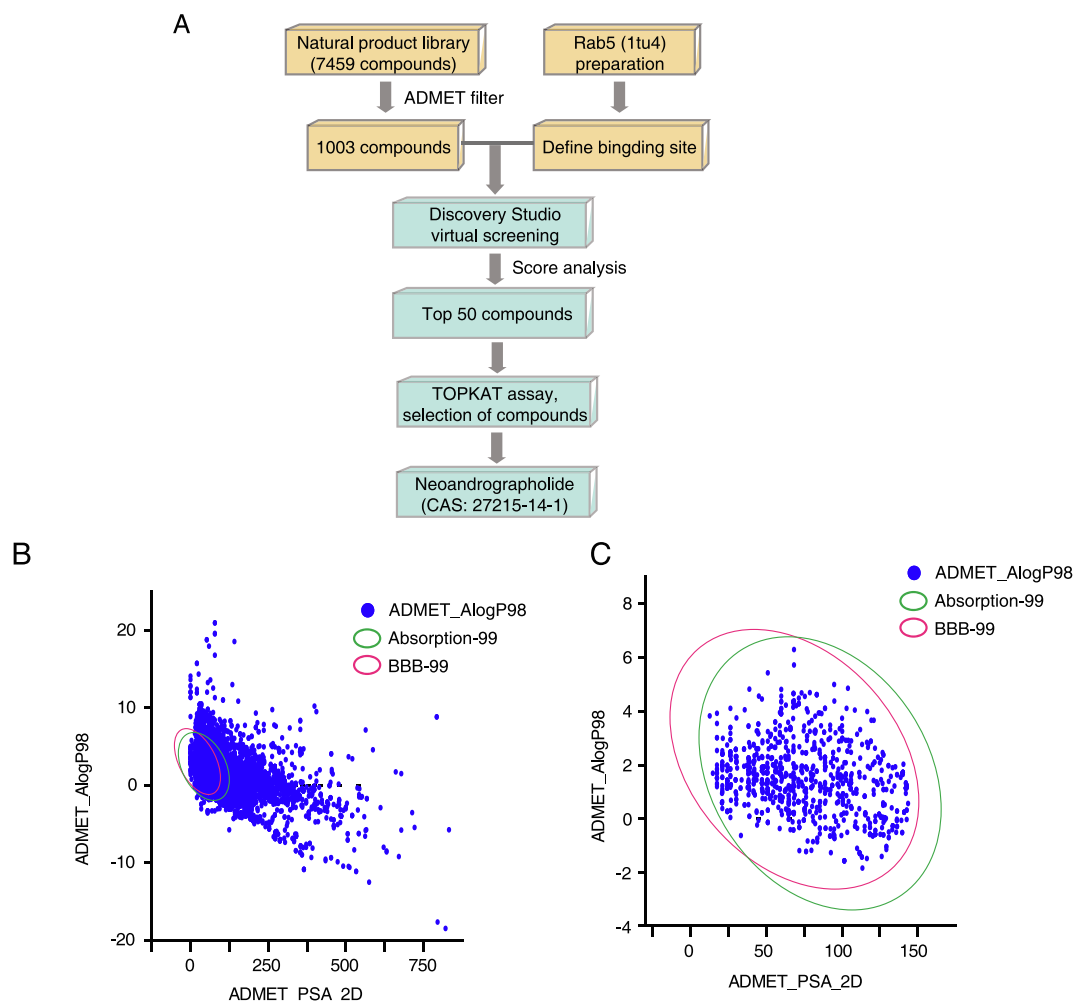 A
Natural product library
(7459 compounds)
Rab5 (1tu4)
preparation
ADMET filter
1003 compounds
Define bingding site
Discovery Studio
virtual screening
Score analysis
Top 50 compounds
TOPKAT assay,
selection of compounds
Neoandrographolide
(CAS: 27215-14-1)
B
ADMET_AlogP98
Absorption-99
BBB-99
20
10
0
-10
-20
ADMET_AlogP98
0
250
500
750
ADMET_PSA_2D
C
ADMET_AlogP98
Absorption-99
BBB-99
8
6
4
2
0
-2
-4
ADMET_AlogP98
0
50
100
150
ADMET_PSA_2D